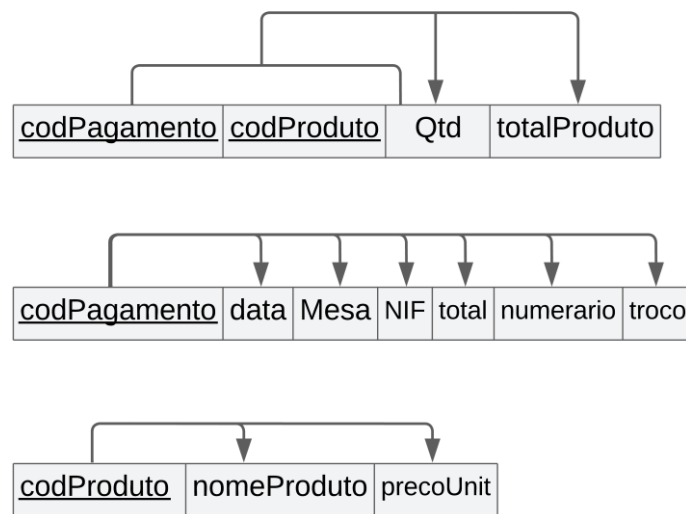 codPagamento codProduto Qtd totalProduto
codPagamento data Mesa NIF total numerario troco
codProduto nomeProduto precoUnit